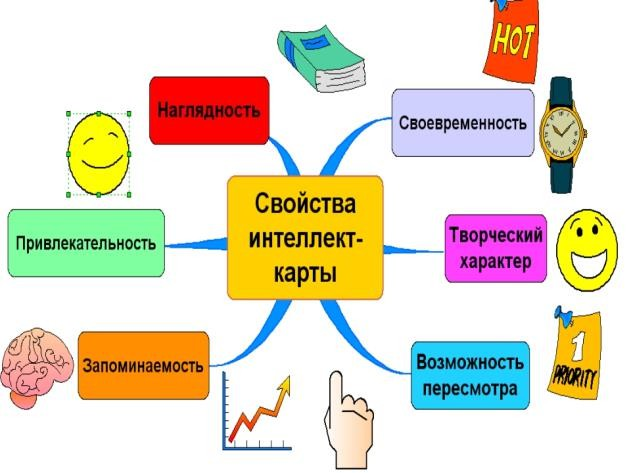 HOT
Наглядность
Своевременность
Свойства
интеллект-
карты
Привлекательность
Творческий
характер
Запоминаемость
Возможность
пересмотра
1
PRIORITY